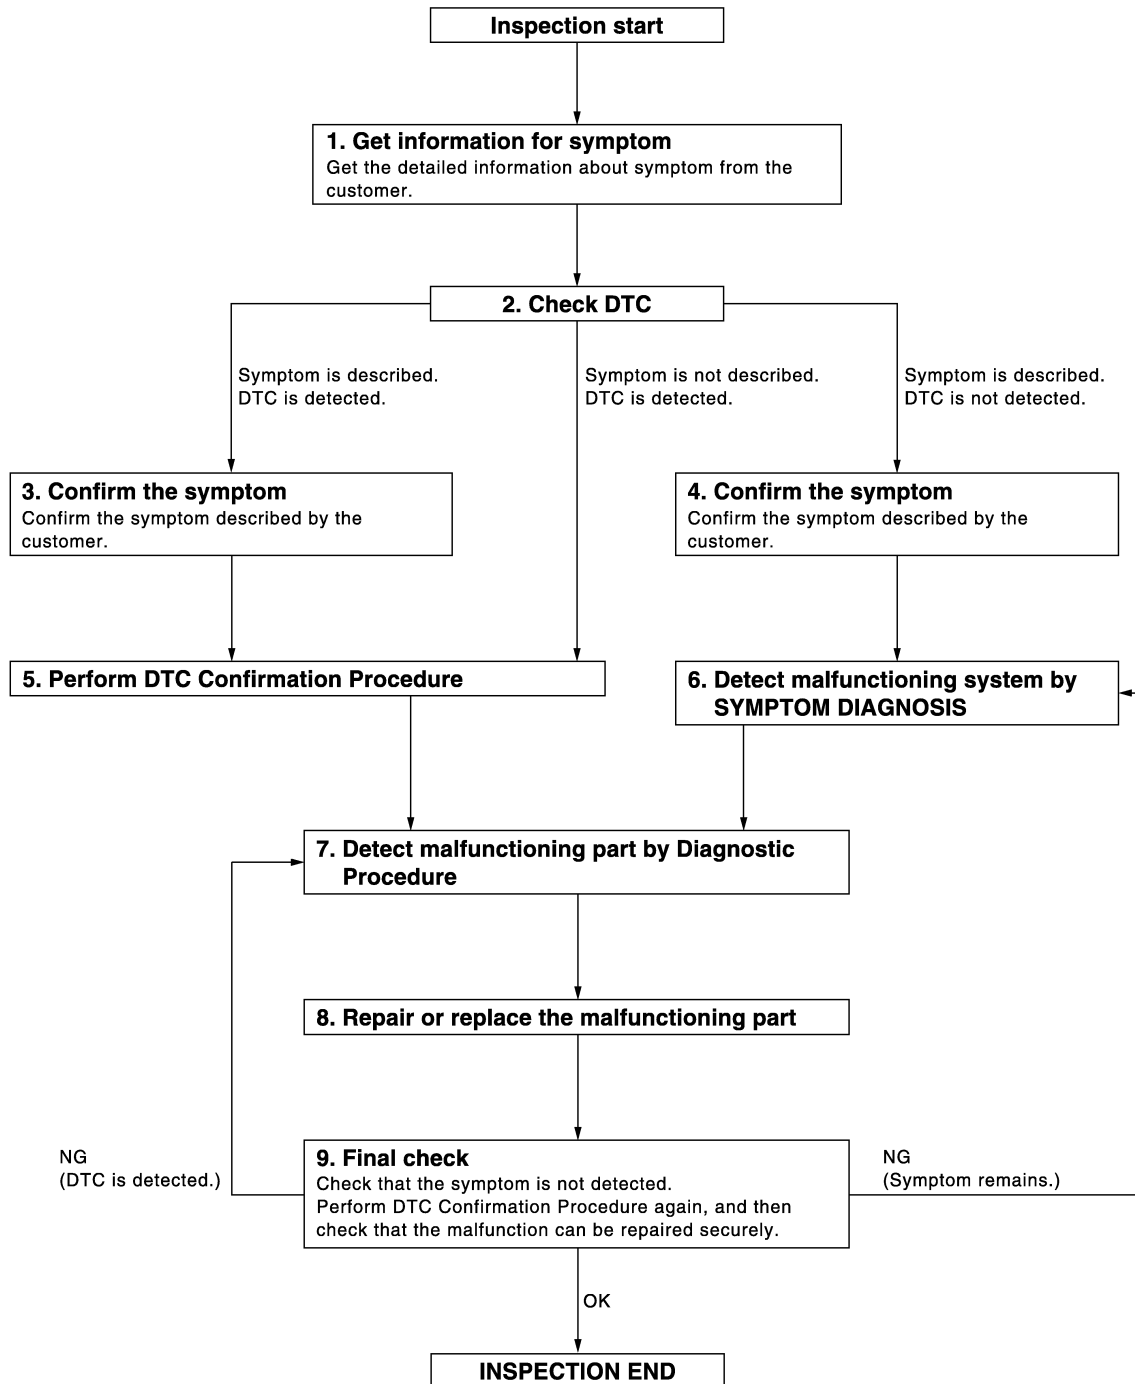 Inspection start
1. Get information for symptom
Get the detailed information about symptom from the
customer.
2. Check DTC
Symptom is described.
DTC is detected.
Symptom is not described.
DTC is detected.
Symptom is described.
DTC is not detected.
3. Confirm the symptom
Confirm the symptom described by the
customer.
4. Confirm the symptom
Confirm the symptom described by the
customer.
5. Perform DTC Confirmation Procedure
6. Detect malfunctioning system by
SYMPTOM DIAGNOSIS
7. Detect malfunctioning part by Diagnostic
Procedure
8. Repair or replace the malfunctioning part
NG
(DTC is detected.)
9. Final check
Check that the symptom is not detected.
Perform DTC Confirmation Procedure again, and then
check that the malfunction can be repaired securely.
NG
(Symptom remains.)
OK
INSPECTION END